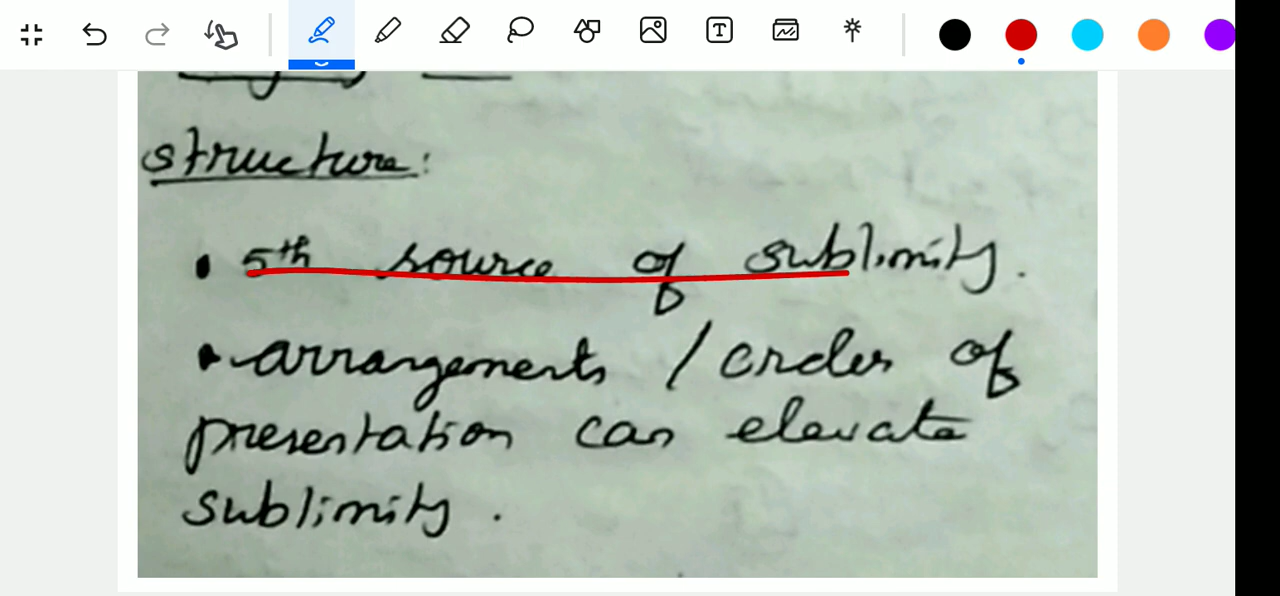 structure:
• 5th source of sublimity.
• arrangements / order of
presentation can elevate
sublimity.